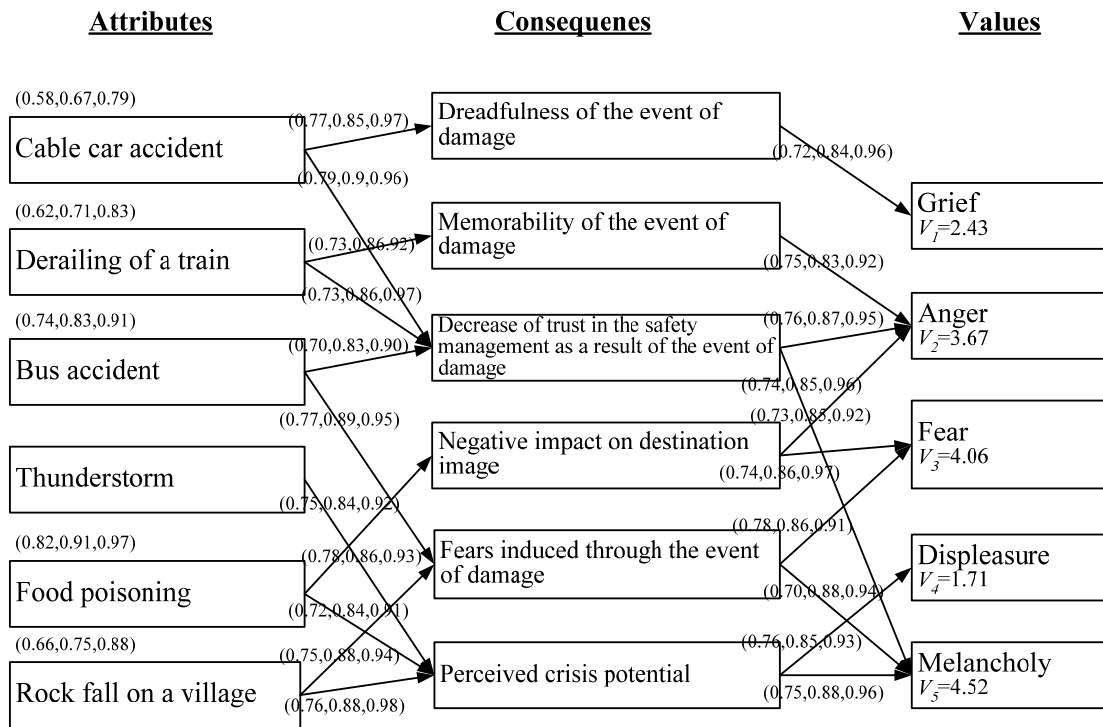 Attributes
Consequenes
Values
(0.58,0.67,0.79)
Cable car accident
(0.62,0.71,0.83)
Derailing of a train
(0.74,0.83,0.91)
Bus accident
Thunderstorm
(0.82,0.91,0.97)
Food poisoning
(0.66,0.75,0.88)
Rock fall on a village
(0.77,0.85,0.97)
(0.79,0.9,0.96)
(0.73,0.86.92)
(0.73,0.86,0.97)
(0.70,0.83,0.90)
(0.77,0.89,0.95)
(0.75,0.84,0.92)
(0.78,0.86,0.93)
(0.72,0.84,0.91)
(0.75,0.88,0.94)
(0.76,0.88,0.98)
Dreadfulness of the event of
damage
Memorability of the event of
damage
Decrease of trust in the safety
management as a result of the event of
damage
Negative impact on destination
image
Fears induced through the event
of damage
Perceived crisis potential
(0.72,0.84,0.96)
(0.75,0.83,0.92)
(0.76,0.87,0.95)
(0.74,0.85,0.96)
(0.73,0.85,0.92)
(0.74,0.86,0.97)
(0.78,0.86,0.91)
(0.70,0.88,0.94)
(0.76,0.85,0.93)
(0.75,0.88,0.96)
Grief
V1=2.43
Anger
V2=3.67
Fear
V3=4.06
Displeasure
V4=1.71
Melancholy
V5=4.52